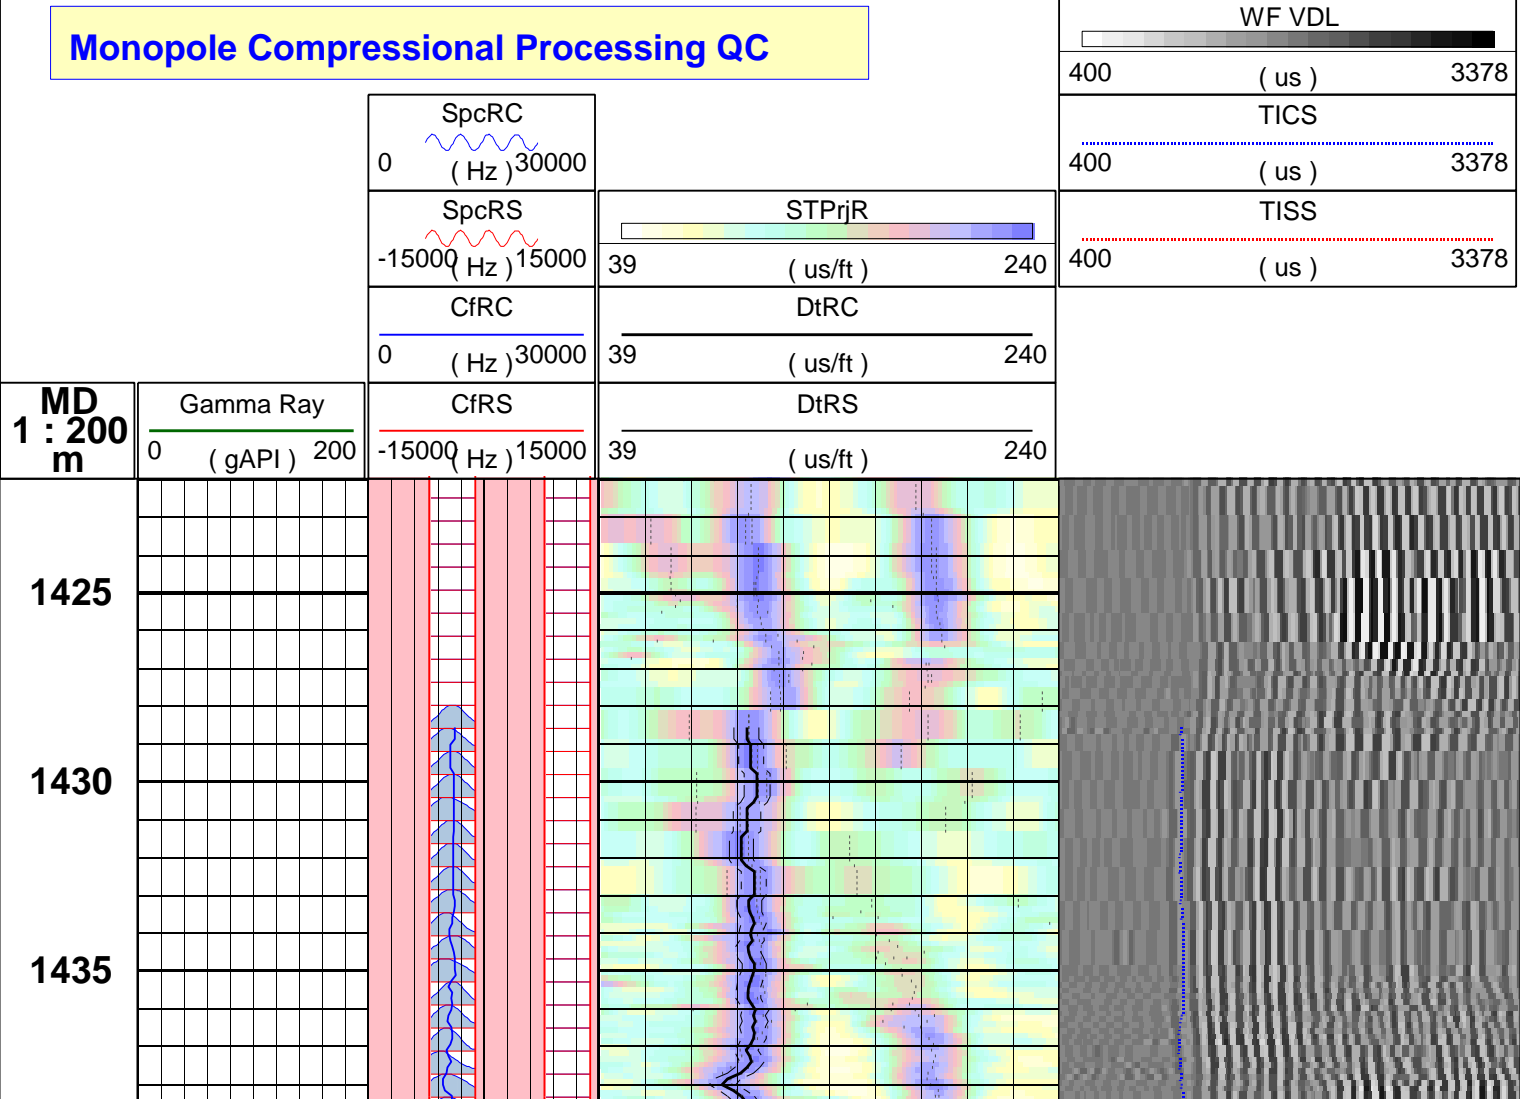 Monopole Compressional Processing QC
WF VDL
400 ( us ) 3378
SpcRC
0 ( Hz ) 30000
TICS
400 ( us ) 3378
SpcRS
-15000 ( Hz ) 15000
STPrjR
39 ( us/ft ) 240
TISS
400 ( us ) 3378
CfRC
0 ( Hz ) 30000
DtRC
39 ( us/ft ) 240
MD
1 : 200
m
Gamma Ray
0 ( gAPI ) 200
CfRS
-15000 ( Hz ) 15000
DtRS
39 ( us/ft ) 240
1425
1430
1435